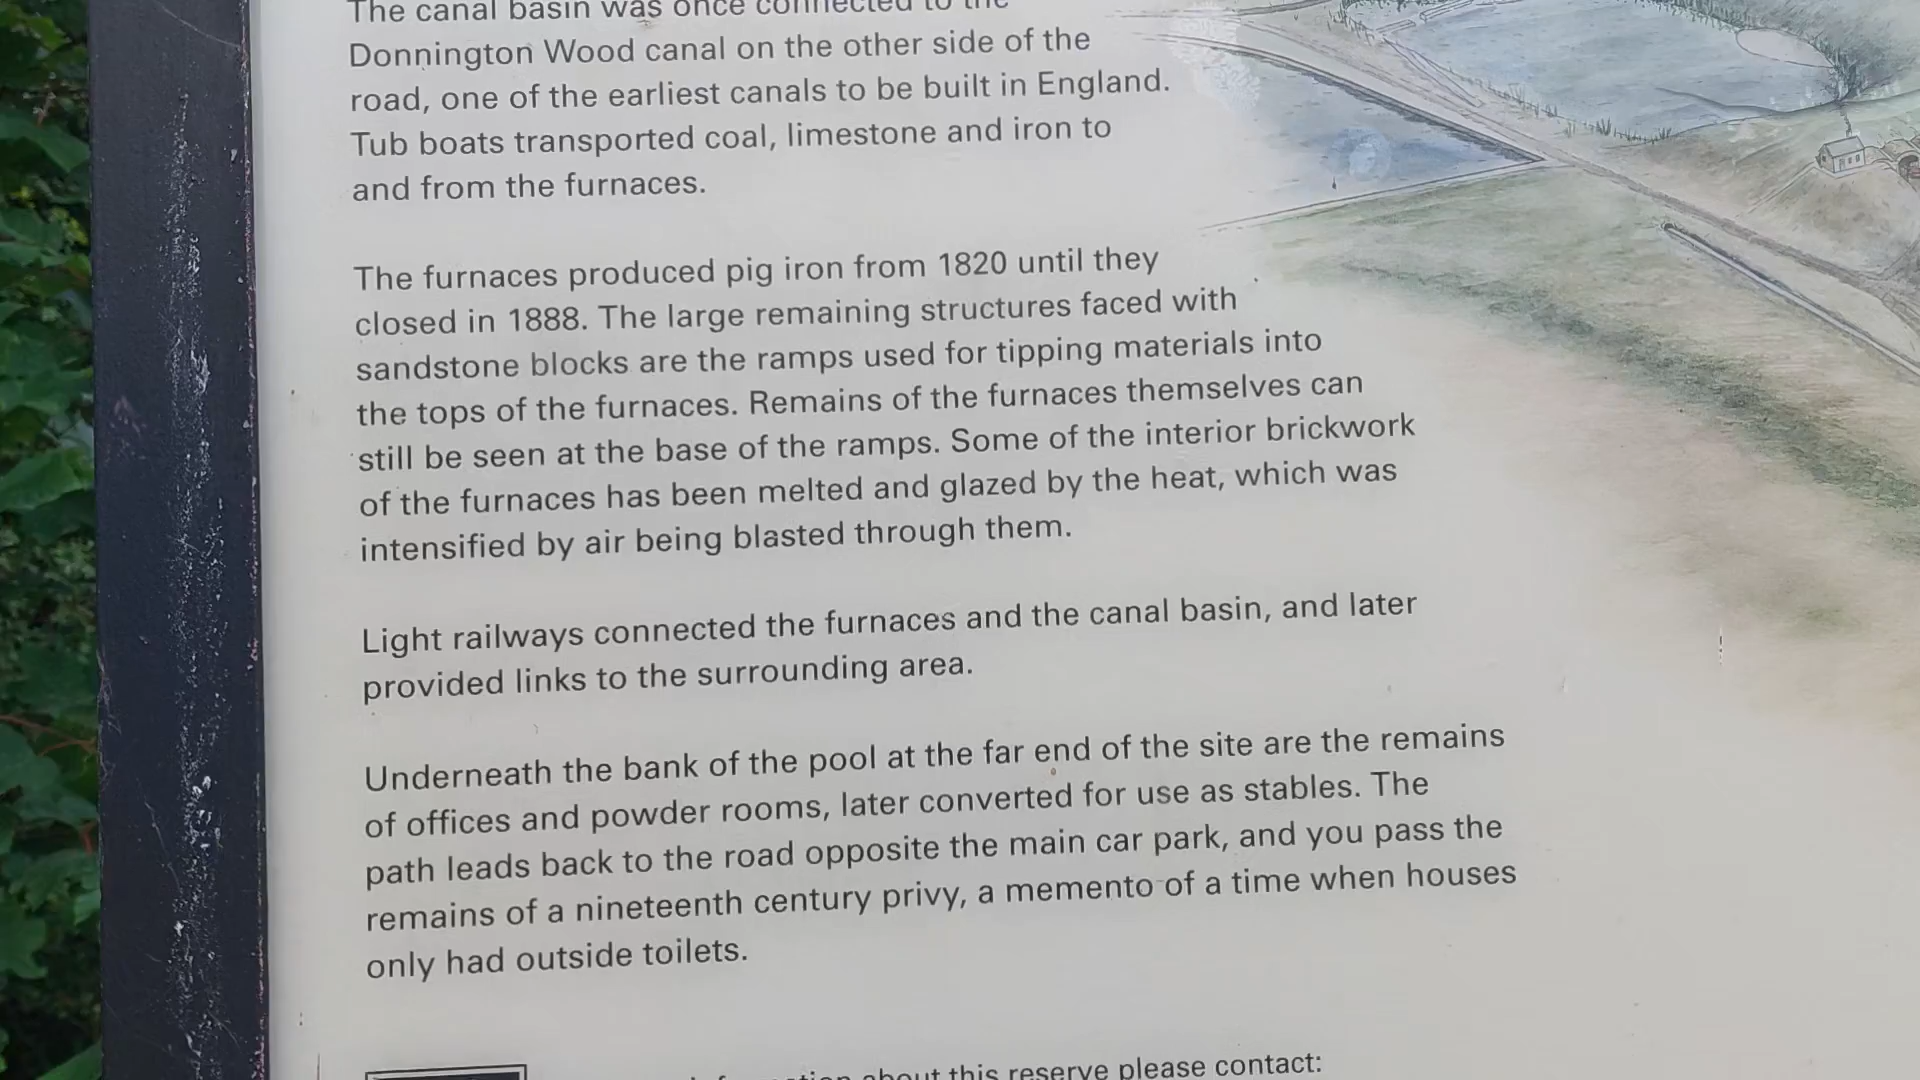 The canal basin was once connected to the
Donnington Wood canal on the other side of the
road, one of the earliest canals to be built in England.
Tub boats transported coal, limestone and iron to
and from the furnaces.
The furnaces produced pig iron from 1820 until they
closed in 1888. The large remaining structures faced with
sandstone blocks are the ramps used for tipping materials into
the tops of the furnaces. Remains of the furnaces themselves can
still be seen at the base of the ramps. Some of the interior brickwork
of the furnaces has been melted and glazed by the heat, which was
intensified by air being blasted through them.
Light railways connected the furnaces and the canal basin, and later
provided links to the surrounding area.
Underneath the bank of the pool at the far end of the site are the remains
of offices and powder rooms, later converted for use as stables. The
path leads back to the road opposite the main car park, and you pass the
remains of a nineteenth century privy, a memento of a time when houses
only had outside toilets.
about this reserve please contact: